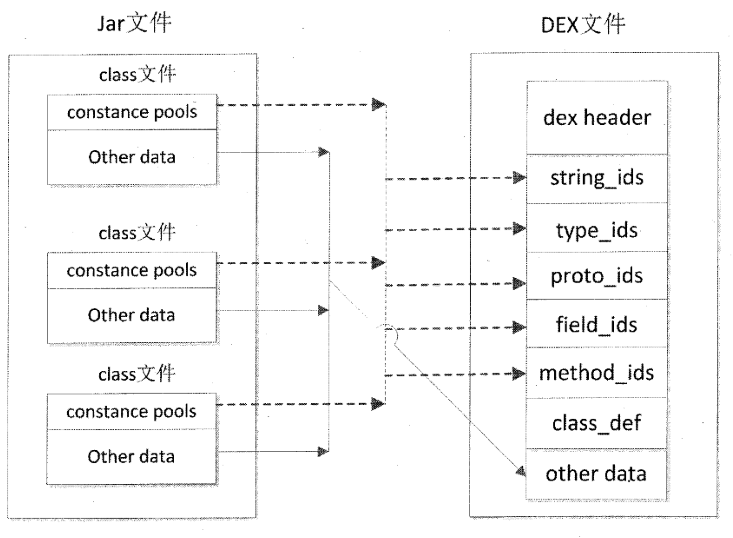 Jar文件
class文件
constance pools
Other data
class文件
constance pools
Other data
class文件
constance pools
Other data
DEX文件
dex header
string_ids
type_ids
proto_ids
field_ids
method_ids
class_def
other data